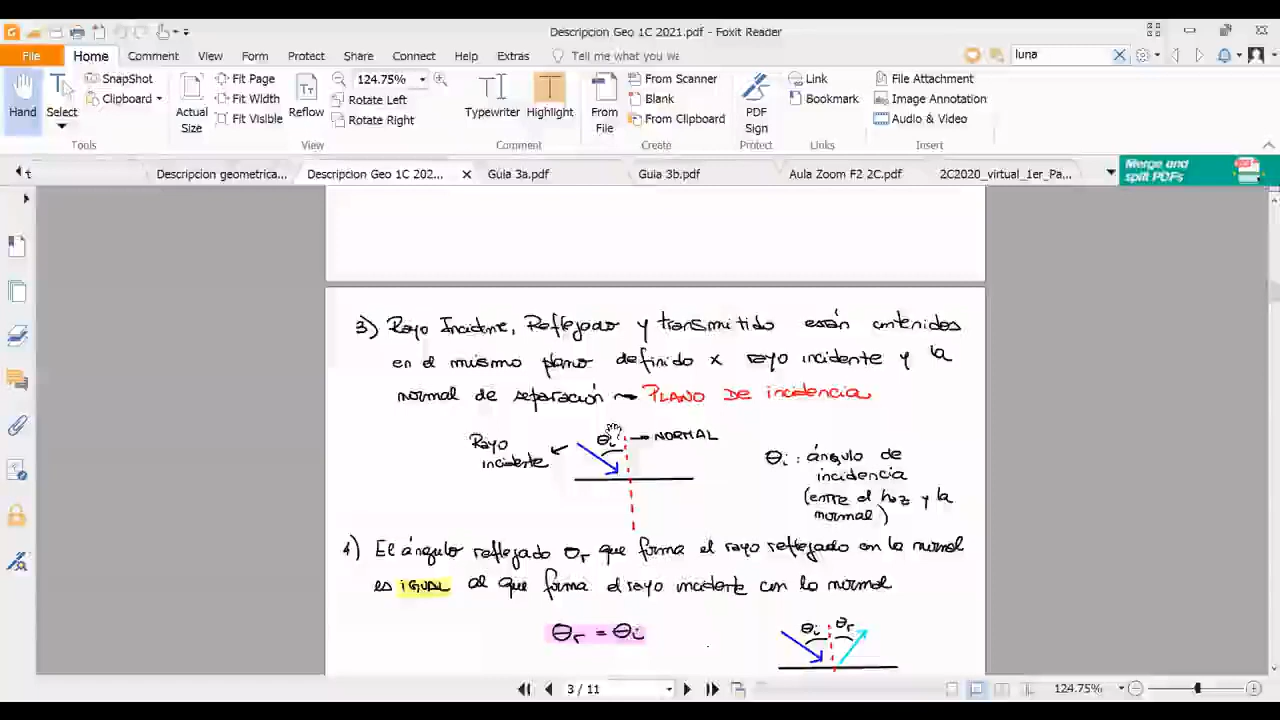 Descripcion Geo 1C 2021.pdf - Foxit Reader
File Home Comment View Form Protect Share Connect Help Extras Tell me what you wa luna
Hand
Select
SnapShot
Clipboard
Actual Size
Fit Page
Fit Width
Fit Visible
Reflow
124.75%
Rotate Left
Rotate Right
Typewriter
Highlight
From File
From Scanner
Blank
From Clipboard
PDF Sign
Link
Bookmark
File Attachment
Image Annotation
Audio & Video
Tools View Comment Create Protect Links Insert
t Descripcion geometrica... Descripcion Geo 1C 202... Guia 3a.pdf Guia 3b.pdf Aula Zoom F2 2C.pdf 2C2020_virtual_1er_Pa...
Merge and
split PDFs
3) Rayo Incidente, Reflejado y transmitido están contenidos
en el mismo plano definido x rayo incidente y la
normal de separación → PLANO DE incidencia
Rayo
incidente
θi
NORMAL
θi : ángulo de
incidencia
(entre el haz y la
normal)
4) El ángulo reflejado θr que forma el rayo reflejado con la normal
es IGUAL al que forma el rayo incidente con la normal
θr = θi
θi θr
3 / 11
124.75%